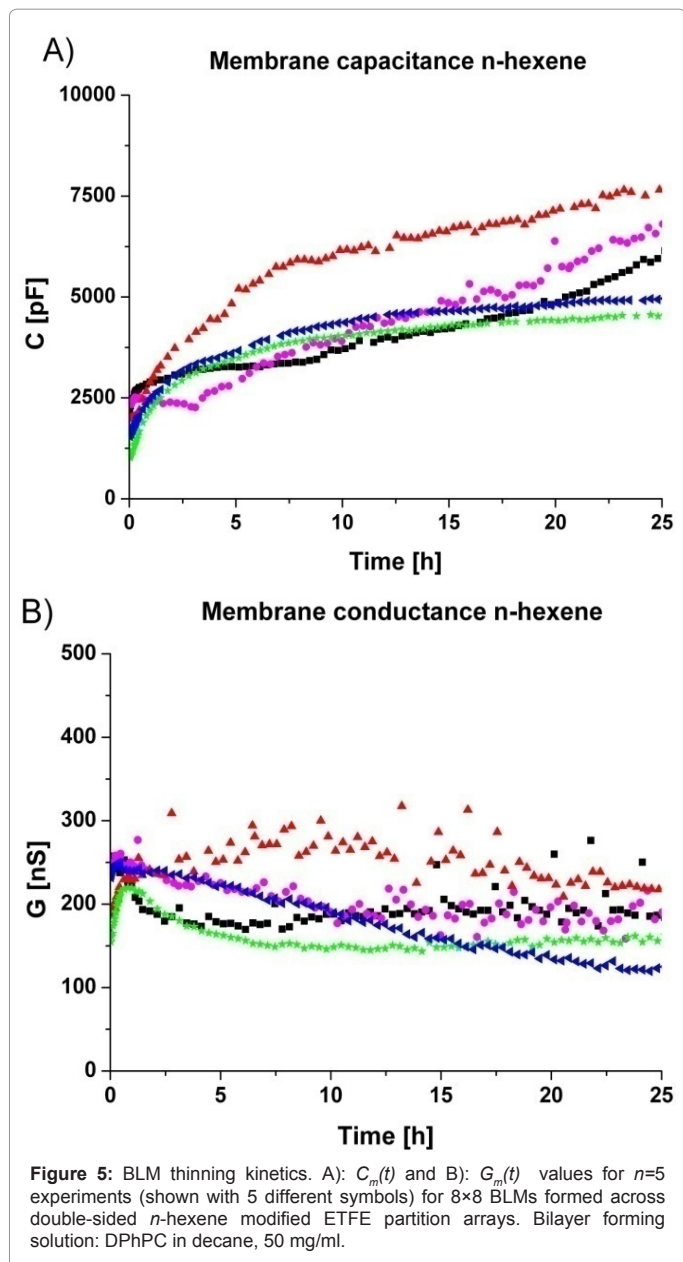 A)
Membrane capacitance n-hexene
10000
7500
5000
2500
0
C [pF]
0 5 10 15 20 25
Time [h]
B)
Membrane conductance n-hexene
500
400
300
200
100
0
G [nS]
0 5 10 15 20 25
Time [h]
Figure 5: BLM thinning kinetics. A): C_m(t) and B): G_m(t) values for n=5
experiments (shown with 5 different symbols) for 8×8 BLMs formed across
double-sided n-hexene modified ETFE partition arrays. Bilayer forming
solution: DPhPC in decane, 50 mg/ml.